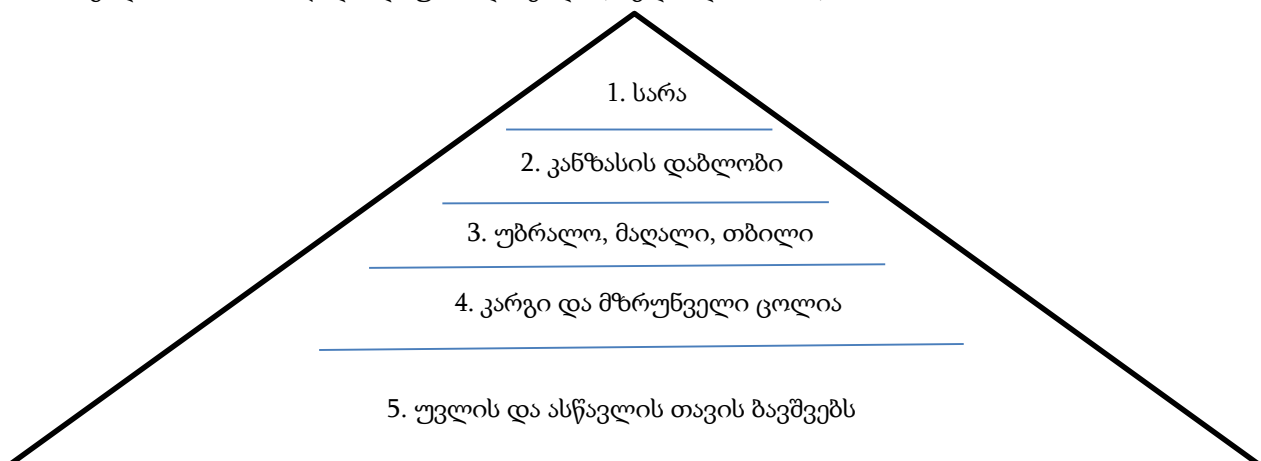 1. სარა
2. კანზასის დაბლობი
3. უბრალო, მაღალი, თბილი
4. კარგი და მზრუნველი ცოლია
5. უვლის და ასწავლის თავის ბავშვებს